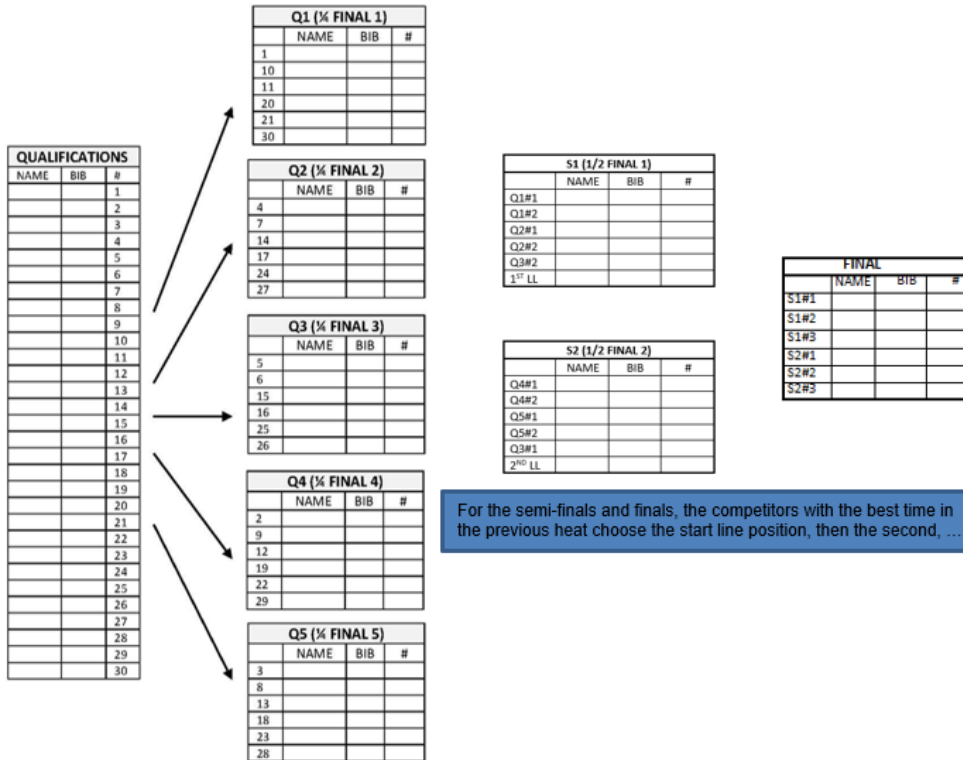 QUALIFICATIONS
NAME BIB #
1
2
3
4
5
6
7
8
9
10
11
12
13
14
15
16
17
18
19
20
21
22
23
24
25
26
27
28
29
30
Q1 (¼ FINAL 1)
NAME BIB #
1
10
11
20
21
30
Q2 (¼ FINAL 2)
NAME BIB #
4
7
14
17
24
27
Q3 (¼ FINAL 3)
NAME BIB #
5
6
15
16
25
26
Q4 (¼ FINAL 4)
NAME BIB #
2
9
12
19
22
29
Q5 (¼ FINAL 5)
NAME BIB #
3
8
13
18
23
28
S1 (1/2 FINAL 1)
NAME BIB #
Q1#1
Q1#2
Q2#1
Q2#2
Q3#2
1ST LL
S2 (1/2 FINAL 2)
NAME BIB #
Q4#1
Q4#2
Q5#1
Q5#2
Q3#1
2ND LL
FINAL
NAME BIB #
S1#1
S1#2
S1#3
S2#1
S2#2
S2#3
For the semi-finals and finals, the competitors with the best time in
the previous heat choose the start line position, then the second, ...